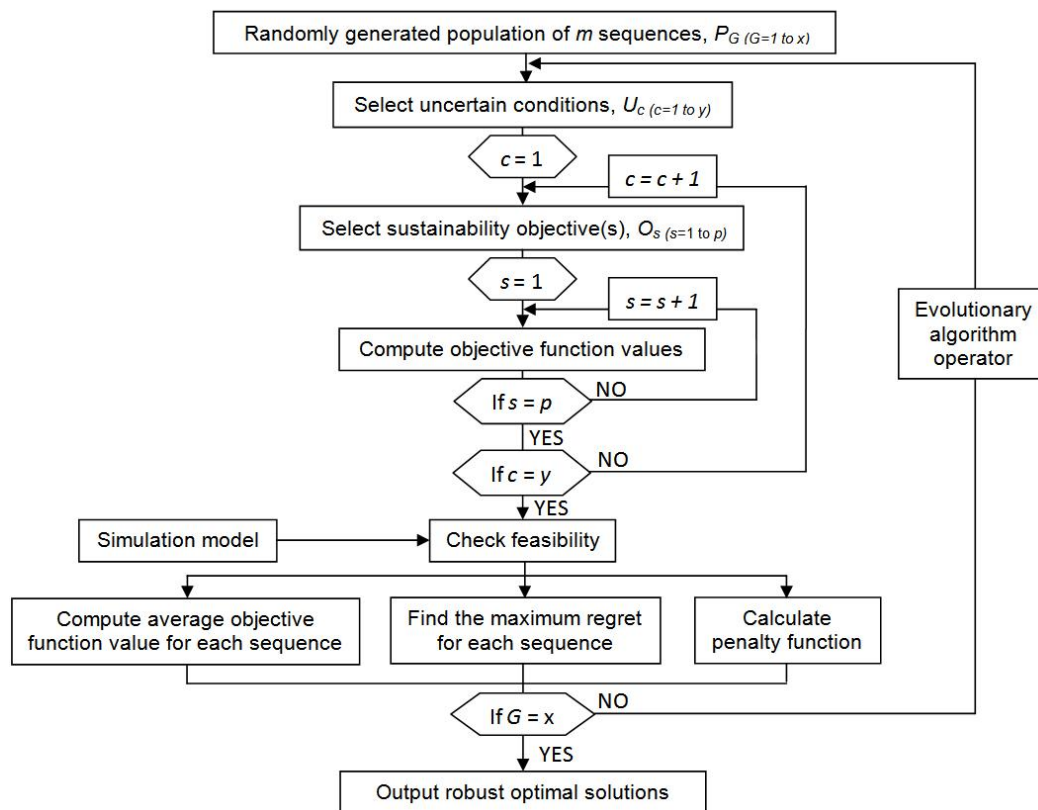 Randomly generated population of m sequences, P_G (G=1 to x)
Select uncertain conditions, U_c (c=1 to y)
c = 1
c = c + 1
Select sustainability objective(s), O_s (s=1 to p)
s = 1
s = s + 1
Compute objective function values
Evolutionary
algorithm
operator
If s = p
NO
YES
If c = y
NO
YES
Simulation model
Check feasibility
Compute average objective
function value for each sequence
Find the maximum regret
for each sequence
Calculate
penalty function
If G = x
NO
YES
Output robust optimal solutions